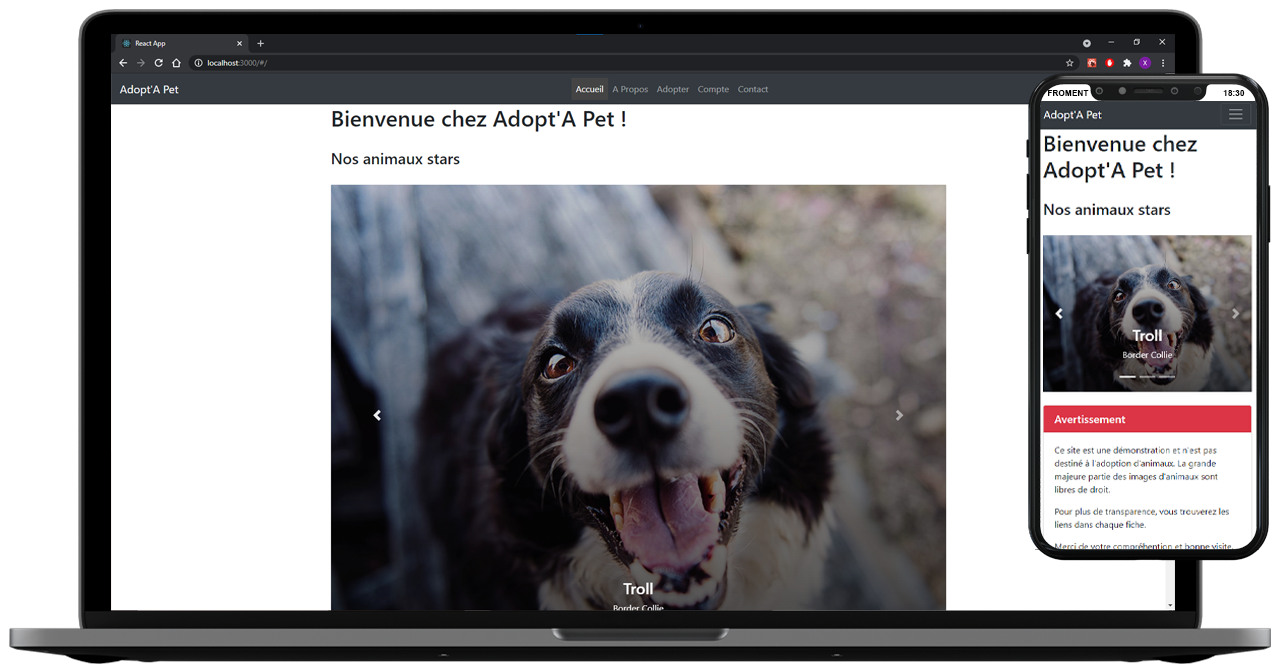 React App
localhost:3000/#/
X
Adopt'A Pet
Accueil A Propos Adopter Compte Contact
Bienvenue chez Adopt'A Pet !
Nos animaux stars
Troll
Border Collie
FROMENT 18:30
Adopt'A Pet
Bienvenue chez
Adopt'A Pet !
Nos animaux stars
Troll
Border Collie
Avertissement
Ce site est une démonstration et n'est pas
destiné à l'adoption d'animaux. La grande
majeure partie des images d'animaux sont
libres de droit.
Pour plus de transparence, vous trouverez les
liens dans chaque fiche.
Merci de votre compréhention et bonne visite